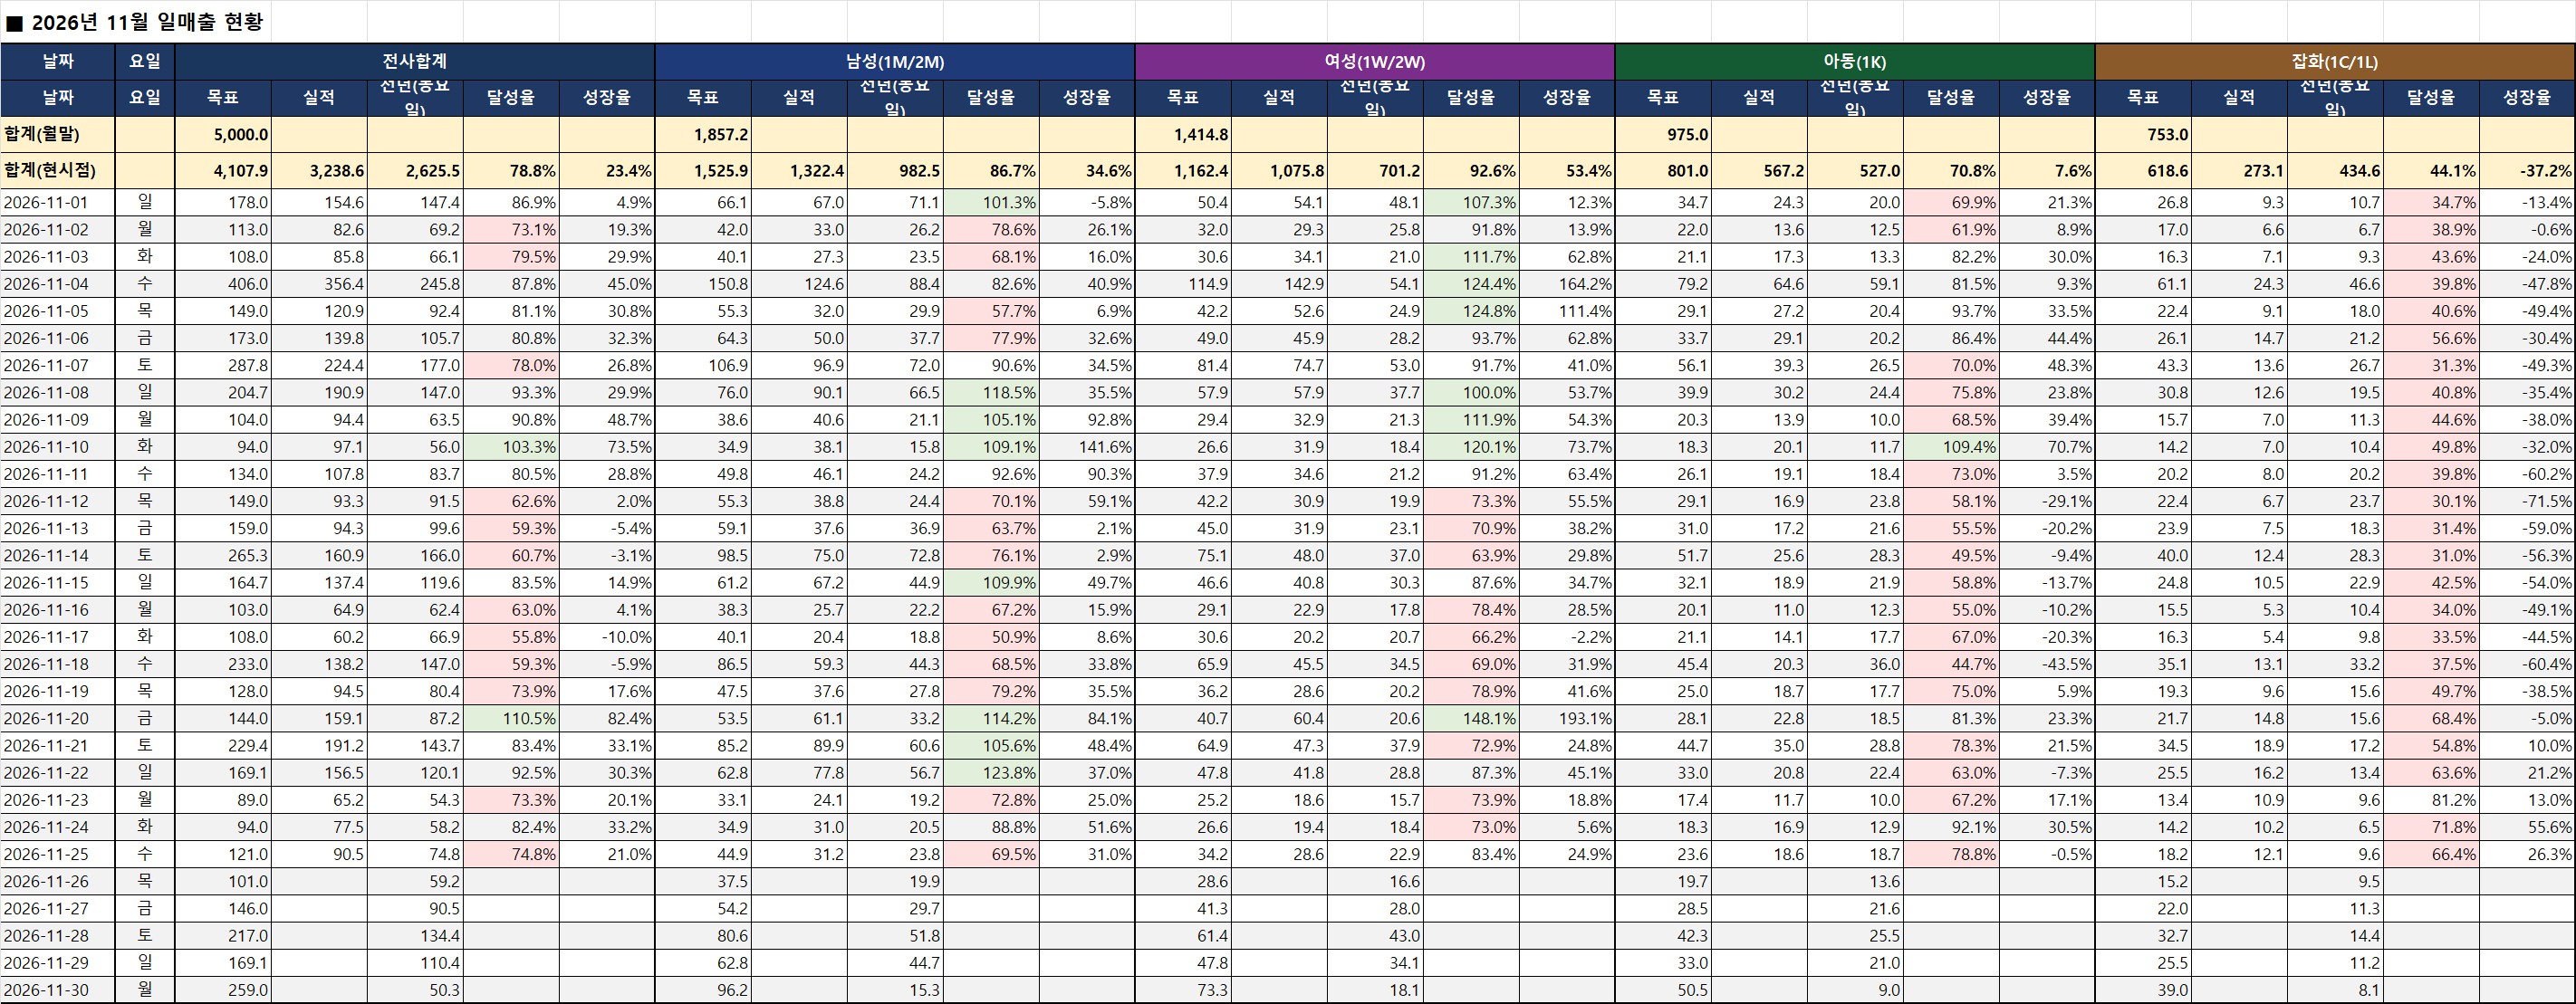 ■ 2026년 11월 일매출 현황
날짜 요일 전사합계 남성(1M/2M) 여성(1W/2W) 아동(1K) 잡화(1C/1L)
날짜 요일 목표 실적 전년(동요일) 달성율 성장율 목표 실적 전년(동요일) 달성율 성장율 목표 실적 전년(동요일) 달성율 성장율 목표 실적 전년(동요일) 달성율 성장율 목표 실적 전년(동요일) 달성율 성장율
합계(월말) 5,000.0 1,857.2 1,414.8 975.0 753.0
합계(현시점) 4,107.9 3,238.6 2,625.5 78.8% 23.4% 1,525.9 1,322.4 982.5 86.7% 34.6% 1,162.4 1,075.8 701.2 92.6% 53.4% 801.0 567.2 527.0 70.8% 7.6% 618.6 273.1 434.6 44.1% -37.2%
2026-11-01 일 178.0 154.6 147.4 86.9% 4.9% 66.1 67.0 71.1 101.3% -5.8% 50.4 54.1 48.1 107.3% 12.3% 34.7 24.3 20.0 69.9% 21.3% 26.8 9.3 10.7 34.7% -13.4%
2026-11-02 월 113.0 82.6 69.2 73.1% 19.3% 42.0 33.0 26.2 78.6% 26.1% 32.0 29.3 25.8 91.8% 13.9% 22.0 13.6 12.5 61.9% 8.9% 17.0 6.6 6.7 38.9% -0.6%
2026-11-03 화 108.0 85.8 66.1 79.5% 29.9% 40.1 27.3 23.5 68.1% 16.0% 30.6 34.1 21.0 111.7% 62.8% 21.1 17.3 13.3 82.2% 30.0% 16.3 7.1 9.3 43.6% -24.0%
2026-11-04 수 406.0 356.4 245.8 87.8% 45.0% 150.8 124.6 88.4 82.6% 40.9% 114.9 142.9 54.1 124.4% 164.2% 79.2 64.6 59.1 81.5% 9.3% 61.1 24.3 46.6 39.8% -47.8%
2026-11-05 목 149.0 120.9 92.4 81.1% 30.8% 55.3 32.0 29.9 57.7% 6.9% 42.2 52.6 24.9 124.8% 111.4% 29.1 27.2 20.4 93.7% 33.5% 22.4 9.1 18.0 40.6% -49.4%
2026-11-06 금 173.0 139.8 105.7 80.8% 32.3% 64.3 50.0 37.7 77.9% 32.6% 49.0 45.9 28.2 93.7% 62.8% 33.7 29.1 20.2 86.4% 44.4% 26.1 14.7 21.2 56.6% -30.4%
2026-11-07 토 287.8 224.4 177.0 78.0% 26.8% 106.9 96.9 72.0 90.6% 34.5% 81.4 74.7 53.0 91.7% 41.0% 56.1 39.3 26.5 70.0% 48.3% 43.3 13.6 26.7 31.3% -49.3%
2026-11-08 일 204.7 190.9 147.0 93.3% 29.9% 76.0 90.1 66.5 118.5% 35.5% 57.9 57.9 37.7 100.0% 53.7% 39.9 30.2 24.4 75.8% 23.8% 30.8 12.6 19.5 40.8% -35.4%
2026-11-09 월 104.0 94.4 63.5 90.8% 48.7% 38.6 40.6 21.1 105.1% 92.8% 29.4 32.9 21.3 111.9% 54.3% 20.3 13.9 10.0 68.5% 39.4% 15.7 7.0 11.3 44.6% -38.0%
2026-11-10 화 94.0 97.1 56.0 103.3% 73.5% 34.9 38.1 15.8 109.1% 141.6% 26.6 31.9 18.4 120.1% 73.7% 18.3 20.1 11.7 109.4% 70.7% 14.2 7.0 10.4 49.8% -32.0%
2026-11-11 수 134.0 107.8 83.7 80.5% 28.8% 49.8 46.1 24.2 92.6% 90.3% 37.9 34.6 21.2 91.2% 63.4% 26.1 19.1 18.4 73.0% 3.5% 20.2 8.0 20.2 39.8% -60.2%
2026-11-12 목 149.0 93.3 91.5 62.6% 2.0% 55.3 38.8 24.4 70.1% 59.1% 42.2 30.9 19.9 73.3% 55.5% 29.1 16.9 23.8 58.1% -29.1% 22.4 6.7 23.7 30.1% -71.5%
2026-11-13 금 159.0 94.3 99.6 59.3% -5.4% 59.1 37.6 36.9 63.7% 2.1% 45.0 31.9 23.1 70.9% 38.2% 31.0 17.2 21.6 55.5% -20.2% 23.9 7.5 18.3 31.4% -59.0%
2026-11-14 토 265.3 160.9 166.0 60.7% -3.1% 98.5 75.0 72.8 76.1% 2.9% 75.1 48.0 37.0 63.9% 29.8% 51.7 25.6 28.3 49.5% -9.4% 40.0 12.4 28.3 31.0% -56.3%
2026-11-15 일 164.7 137.4 119.6 83.5% 14.9% 61.2 67.2 44.9 109.9% 49.7% 46.6 40.8 30.3 87.6% 34.7% 32.1 18.9 21.9 58.8% -13.7% 24.8 10.5 22.9 42.5% -54.0%
2026-11-16 월 103.0 64.9 62.4 63.0% 4.1% 38.3 25.7 22.2 67.2% 15.9% 29.1 22.9 17.8 78.4% 28.5% 20.1 11.0 12.3 55.0% -10.2% 15.5 5.3 10.4 34.0% -49.1%
2026-11-17 화 108.0 60.2 66.9 55.8% -10.0% 40.1 20.4 18.8 50.9% 8.6% 30.6 20.2 20.7 66.2% -2.2% 21.1 14.1 17.7 67.0% -20.3% 16.3 5.4 9.8 33.5% -44.5%
2026-11-18 수 233.0 138.2 147.0 59.3% -5.9% 86.5 59.3 44.3 68.5% 33.8% 65.9 45.5 34.5 69.0% 31.9% 45.4 20.3 36.0 44.7% -43.5% 35.1 13.1 33.2 37.5% -60.4%
2026-11-19 목 128.0 94.5 80.4 73.9% 17.6% 47.5 37.6 27.8 79.2% 35.5% 36.2 28.6 20.2 78.9% 41.6% 25.0 18.7 17.7 75.0% 5.9% 19.3 9.6 15.6 49.7% -38.5%
2026-11-20 금 144.0 159.1 87.2 110.5% 82.4% 53.5 61.1 33.2 114.2% 84.1% 40.7 60.4 20.6 148.1% 193.1% 28.1 22.8 18.5 81.3% 23.3% 21.7 14.8 15.6 68.4% -5.0%
2026-11-21 토 229.4 191.2 143.7 83.4% 33.1% 85.2 89.9 60.6 105.6% 48.4% 64.9 47.3 37.9 72.9% 24.8% 44.7 35.0 28.8 78.3% 21.5% 34.5 18.9 17.2 54.8% 10.0%
2026-11-22 일 169.1 156.5 120.1 92.5% 30.3% 62.8 77.8 56.7 123.8% 37.0% 47.8 41.8 28.8 87.3% 45.1% 33.0 20.8 22.4 63.0% -7.3% 25.5 16.2 13.4 63.6% 21.2%
2026-11-23 월 89.0 65.2 54.3 73.3% 20.1% 33.1 24.1 19.2 72.8% 25.0% 25.2 18.6 15.7 73.9% 18.8% 17.4 11.7 10.0 67.2% 17.1% 13.4 10.9 9.6 81.2% 13.0%
2026-11-24 화 94.0 77.5 58.2 82.4% 33.2% 34.9 31.0 20.5 88.8% 51.6% 26.6 19.4 18.4 73.0% 5.6% 18.3 16.9 12.9 92.1% 30.5% 14.2 10.2 6.5 71.8% 55.6%
2026-11-25 수 121.0 90.5 74.8 74.8% 21.0% 44.9 31.2 23.8 69.5% 31.0% 34.2 28.6 22.9 83.4% 24.9% 23.6 18.6 18.7 78.8% -0.5% 18.2 12.1 9.6 66.4% 26.3%
2026-11-26 목 101.0 59.2 37.5 19.9 28.6 16.6 19.7 13.6 15.2 9.5
2026-11-27 금 146.0 90.5 54.2 29.7 41.3 28.0 28.5 21.6 22.0 11.3
2026-11-28 토 217.0 134.4 80.6 51.8 61.4 43.0 42.3 25.5 32.7 14.4
2026-11-29 일 169.1 110.4 62.8 44.7 47.8 34.1 33.0 21.0 25.5 11.2
2026-11-30 월 259.0 50.3 96.2 15.3 73.3 18.1 50.5 9.0 39.0 8.1